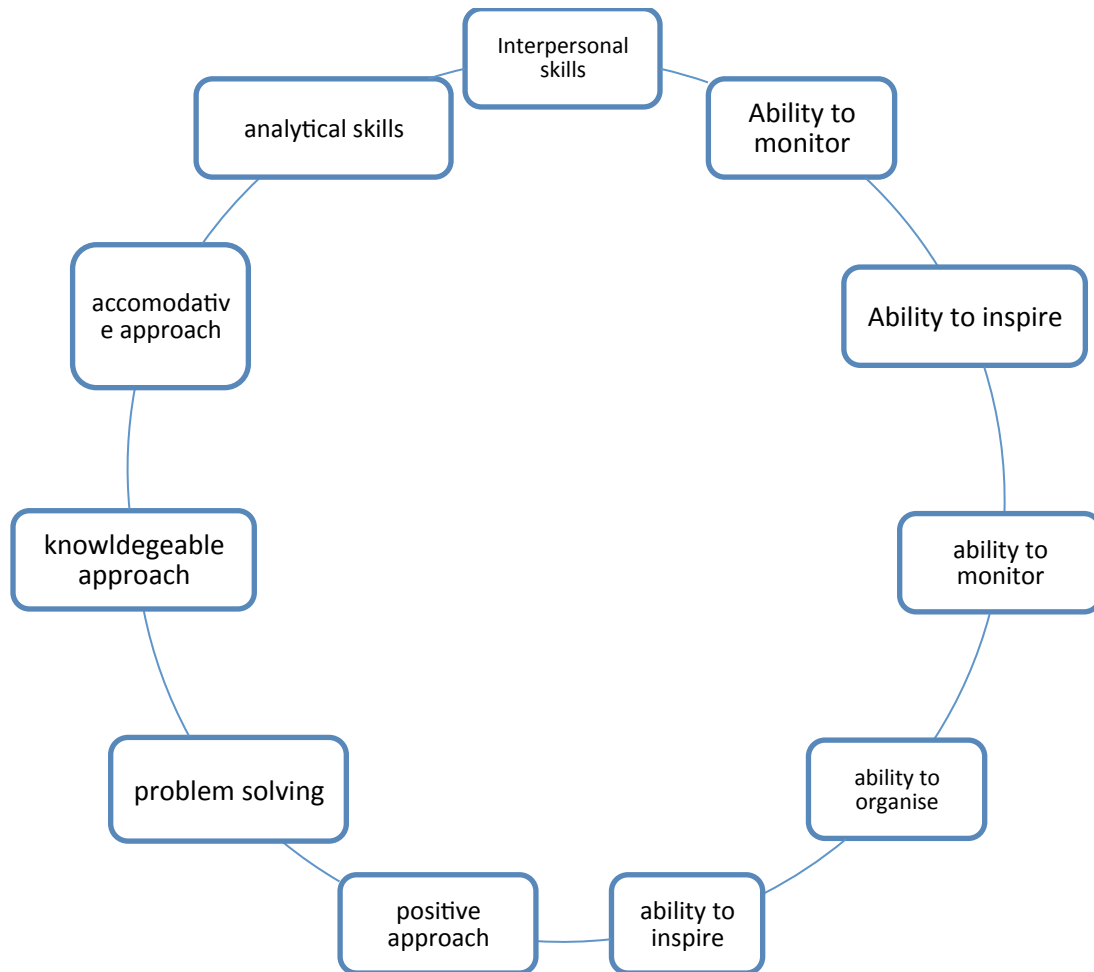 Interpersonal
skills
Ability to
monitor
Ability to inspire
ability to
monitor
ability to
organise
ability to
inspire
positive
approach
problem solving
knowldegeable
approach
accomodativ
e approach
analytical skills